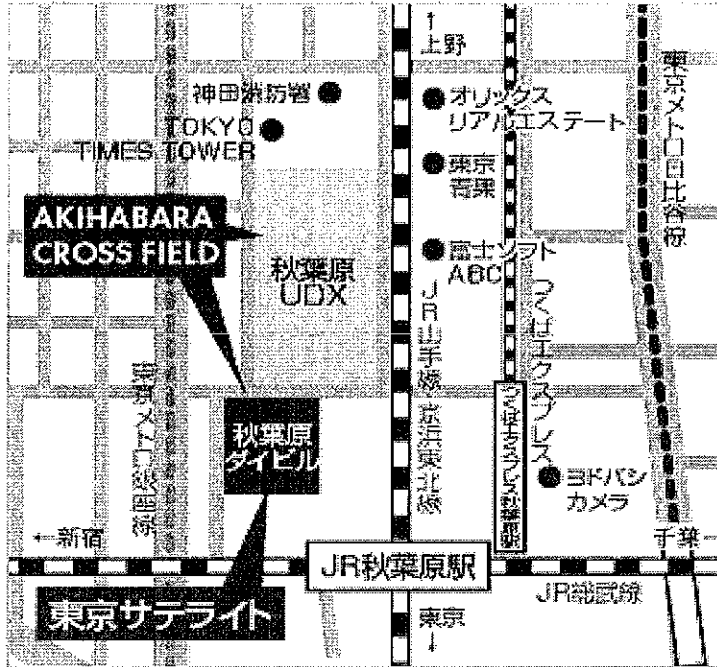 ↑
上野
神田消防署
オリックス
リアルエステート
TOKYO
TIMES TOWER
東京
青果
東京メトロ日比谷線
AKIHABARA
CROSS FIELD
秋葉原
UDX
富士ソフト
ABC
JR山手線・京浜東北線
つくばエクスプレス
東京メトロ銀座線
秋葉原
ダイビル
つくばエクスプレス秋葉原駅
ヨドバシ
カメラ
←新宿
千葉→
JR秋葉原駅
JR総武線
東京サテライト
東京
↓